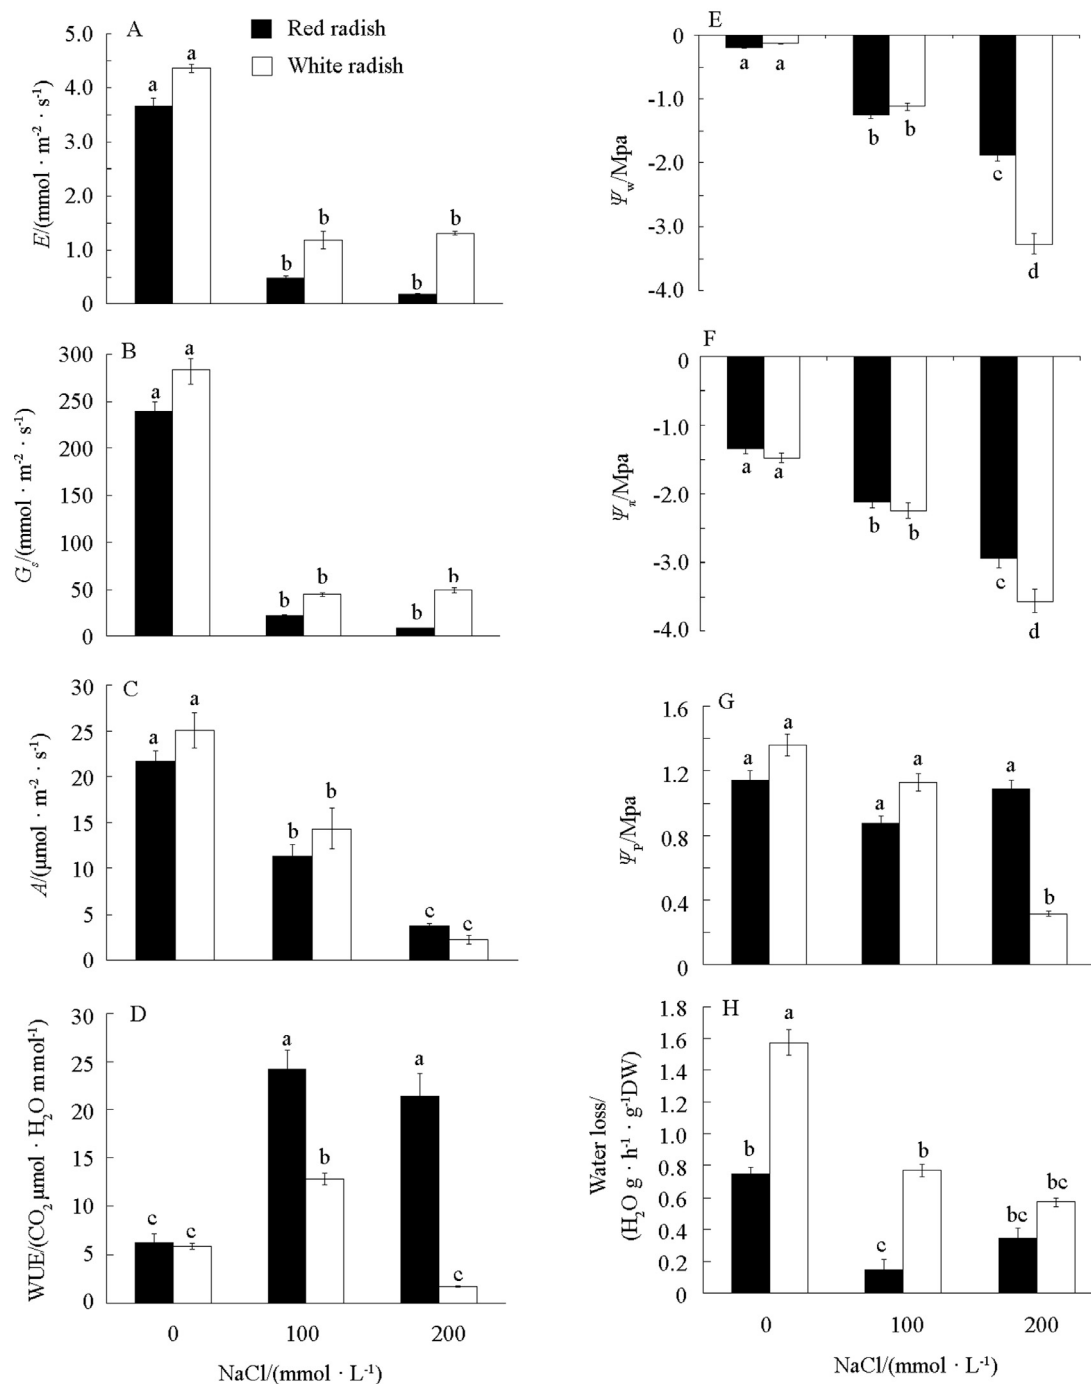 A
Red radish
White radish
5.0
4.0
3.0
2.0
1.0
0
E/(mmol · m⁻² · s⁻¹)
a
a
b
b
b
b
B
300
250
200
150
100
50
0
Gₛ/(mmol · m⁻² · s⁻¹)
a
a
b
b
b
b
C
30
25
20
15
10
5
0
A/(μmol · m⁻² · s⁻¹)
a
a
b
b
c
c
D
30
25
20
15
10
5
0
WUE/(CO₂ μmol · H₂O mmol⁻¹)
c
c
a
b
a
c
0
100
200
NaCl/(mmol · L⁻¹)
E
0
-1.0
-2.0
-3.0
-4.0
Ψw/Mpa
a
a
b
b
c
d
F
0
-1.0
-2.0
-3.0
-4.0
Ψπ/Mpa
a
a
b
b
c
d
G
1.6
1.2
0.8
0.4
0
Ψp/Mpa
a
a
a
a
a
b
H
1.8
1.6
1.4
1.2
1.0
0.8
0.6
0.4
0.2
0
Water loss/
(H₂O g · h⁻¹ · g⁻¹DW)
b
a
c
b
bc
bc
0
100
200
NaCl/(mmol · L⁻¹)